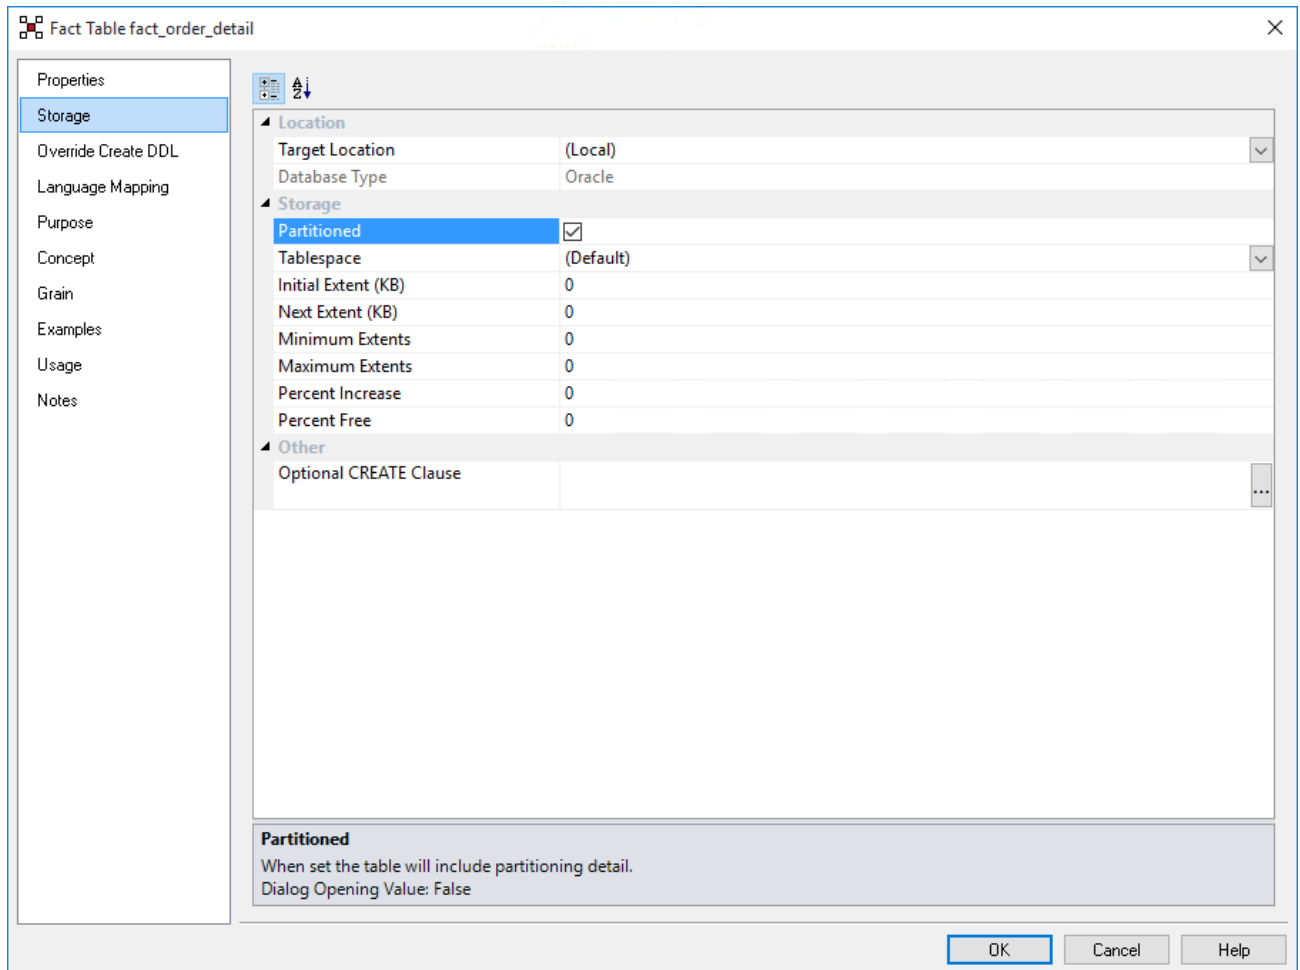 Fact Table fact_order_detail
Properties
Storage
Override Create DDL
Language Mapping
Purpose
Concept
Grain
Examples
Usage
Notes
Location
Target Location (Local)
Database Type Oracle
Storage
Partitioned
Tablespace (Default)
Initial Extent (KB) 0
Next Extent (KB) 0
Minimum Extents 0
Maximum Extents 0
Percent Increase 0
Percent Free 0
Other
Optional CREATE Clause ...
Partitioned
When set the table will include partitioning detail.
Dialog Opening Value: False
OK Cancel Help